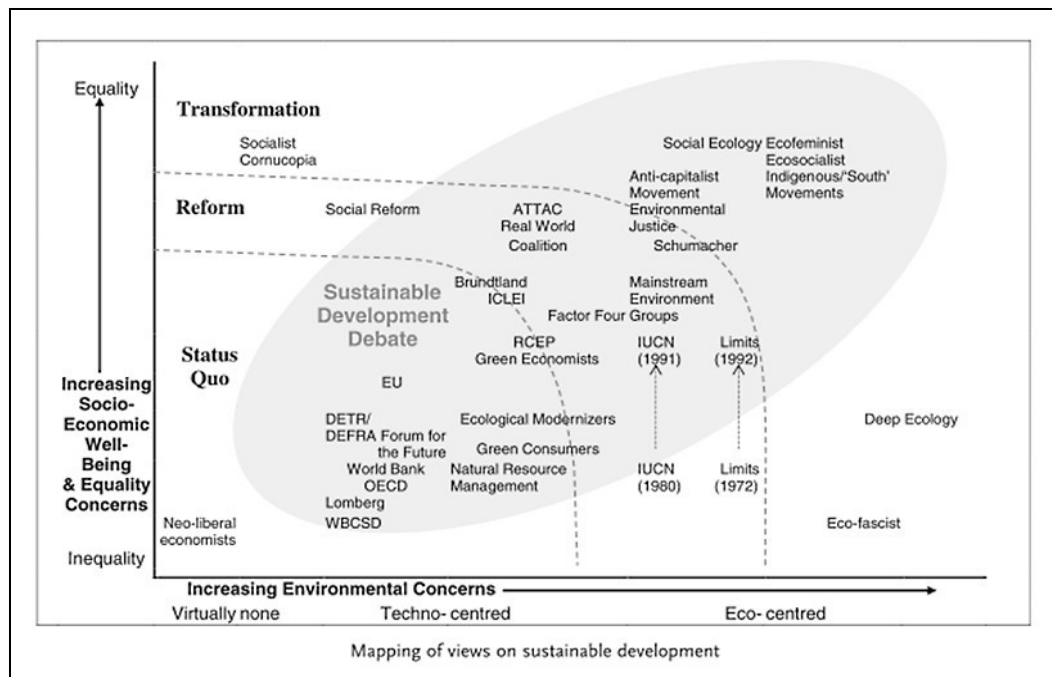 Equality
Transformation
Socialist
Cornucopia
Social Ecology Ecofeminist
Ecosocialist
Indigenous/'South'
Movements
Anti-capitalist
Movement
Environmental
Justice
Schumacher
Reform
Social Reform
ATTAC
Real World
Coalition
Brundtland
ICLEI
Mainstream
Environment
Factor Four Groups
Sustainable
Development
Debate
Status
Quo
RCEP
Green Economists
IUCN
(1991)
Limits
(1992)
EU
Increasing
Socio-
Economic
Well-
Being
& Equality
Concerns
DETR/
DEFRA Forum for
the Future
Ecological Modernizers
Green Consumers
Deep Ecology
World Bank
OECD
Natural Resource
Management
IUCN
(1980)
Limits
(1972)
Lomberg
WBCSD
Neo-liberal
economists
Eco-fascist
Inequality
Increasing Environmental Concerns
Virtually none
Techno- centred
Eco- centred
Mapping of views on sustainable development